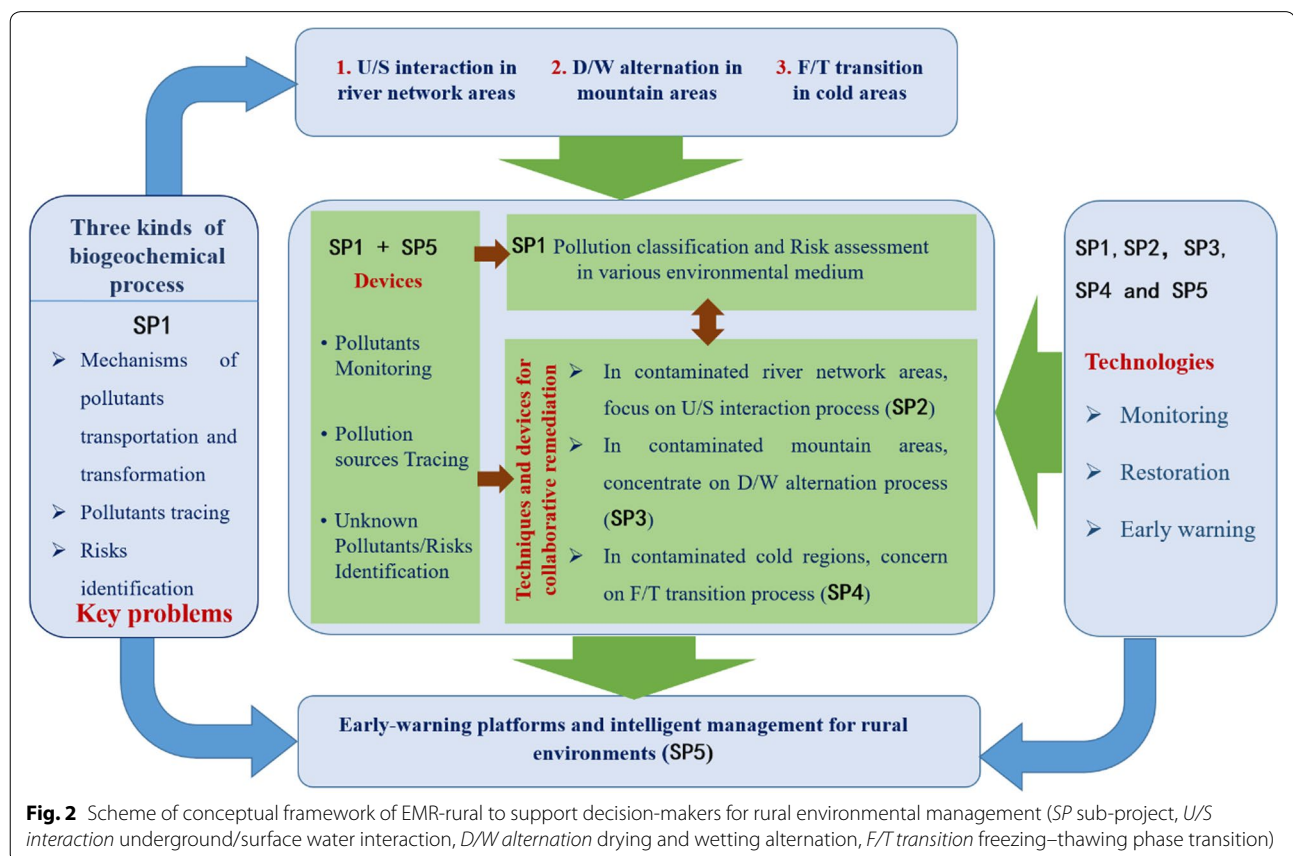 1. U/S interaction in
river network areas
2. D/W alternation in
mountain areas
3. F/T transition
in cold areas
Three kinds of
biogeochemical
process
SP1
➢ Mechanisms of
pollutants
transportation and
transformation
➢ Pollutants tracing
➢ Risks
identification
Key problems
SP1 + SP5
Devices
• Pollutants
Monitoring
• Pollution
sources Tracing
• Unknown
Pollutants/Risks
Identification
SP1 Pollution classification and Risk assessment
in various environmental medium
Techniques and devices for
collaborative remediation
➢ In contaminated river network areas,
focus on U/S interaction process (SP2)
➢ In contaminated mountain areas,
concentrate on D/W alternation process
(SP3)
➢ In contaminated cold regions, concern
on F/T transition process (SP4)
SP1, SP2, SP3,
SP4 and SP5
Technologies
➢ Monitoring
➢ Restoration
➢ Early warning
Early-warning platforms and intelligent management for rural
environments (SP5)
Fig. 2 Scheme of conceptual framework of EMR-rural to support decision-makers for rural environmental management (SP sub-project, U/S
interaction underground/surface water interaction, D/W alternation drying and wetting alternation, F/T transition freezing–thawing phase transition)